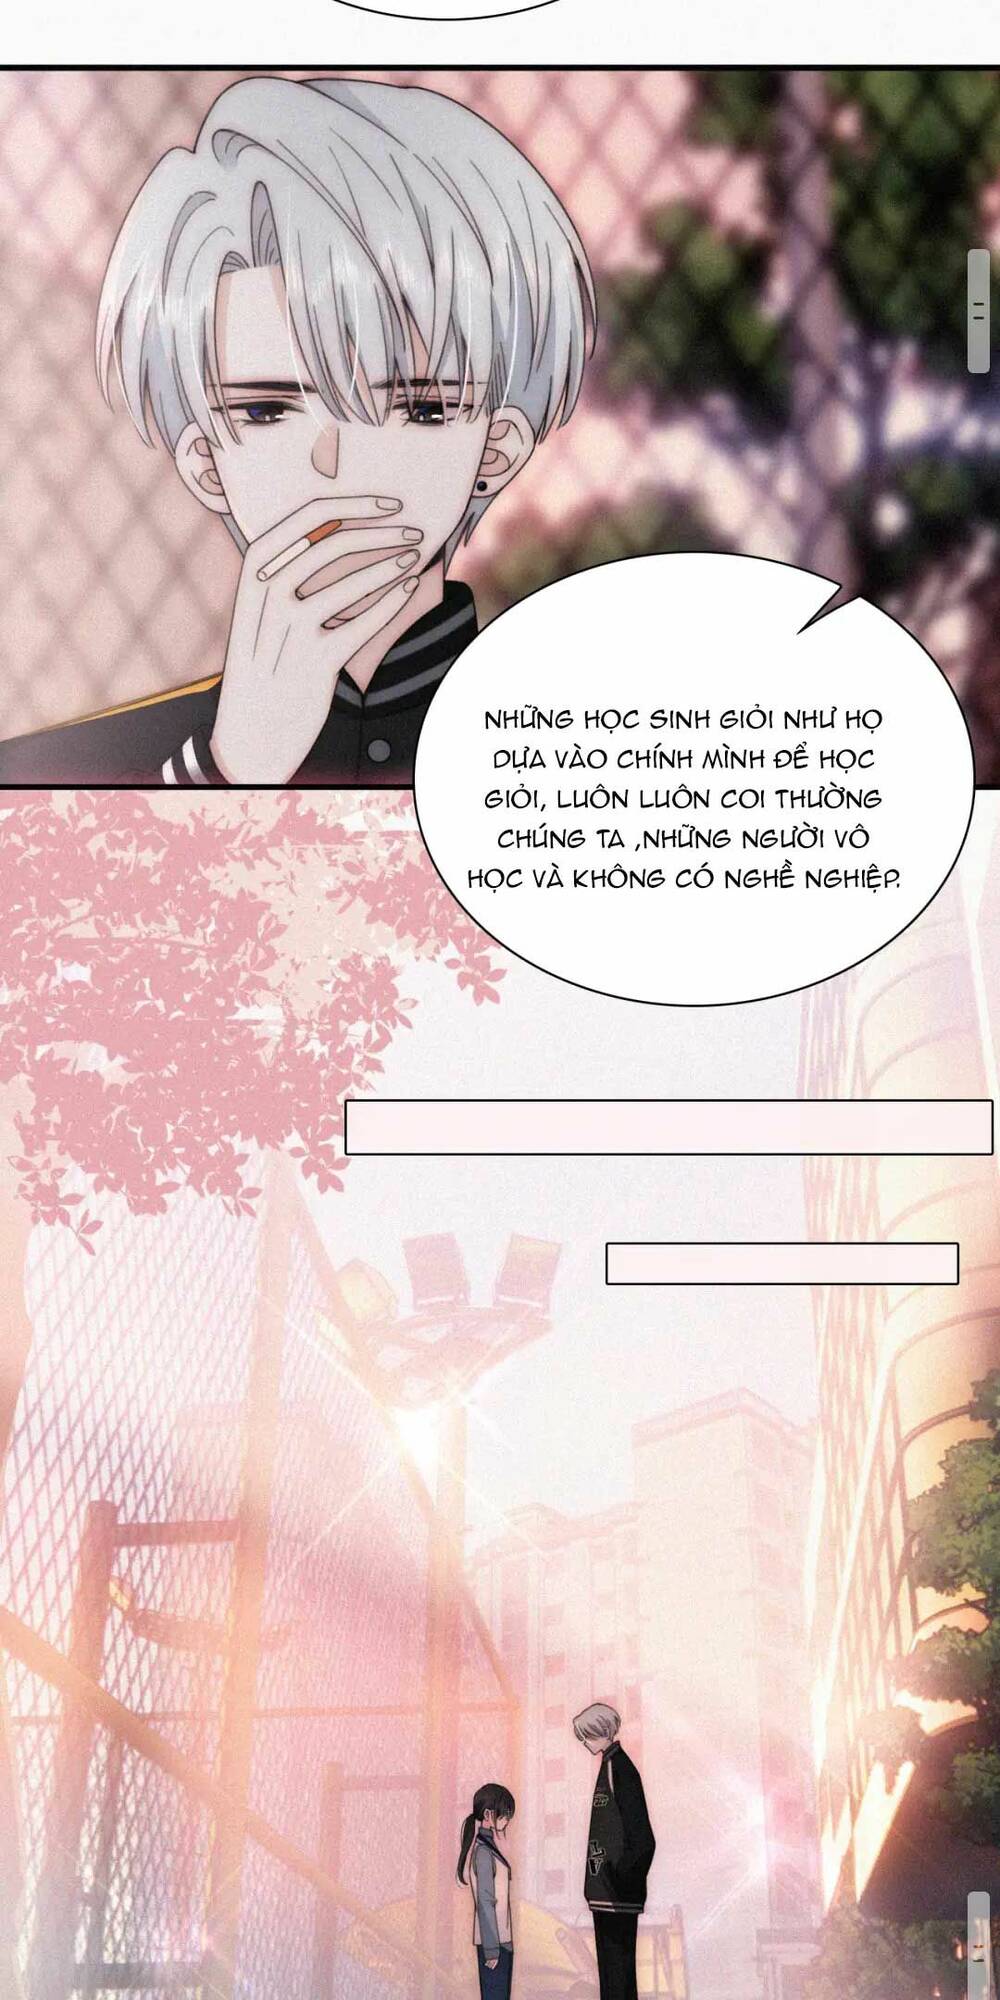 NHỮNG HỌC SINH GIỎI NHƯ HỌ
DỰA VÀO CHÍNH MÌNH ĐỂ HỌC
GIỎI, LUÔN LUÔN COI THƯỜNG
CHÚNG TA ,NHỮNG NGƯỜI VÔ
HỌC VÀ KHÔNG CÓ NGHỀ NGHIỆP.